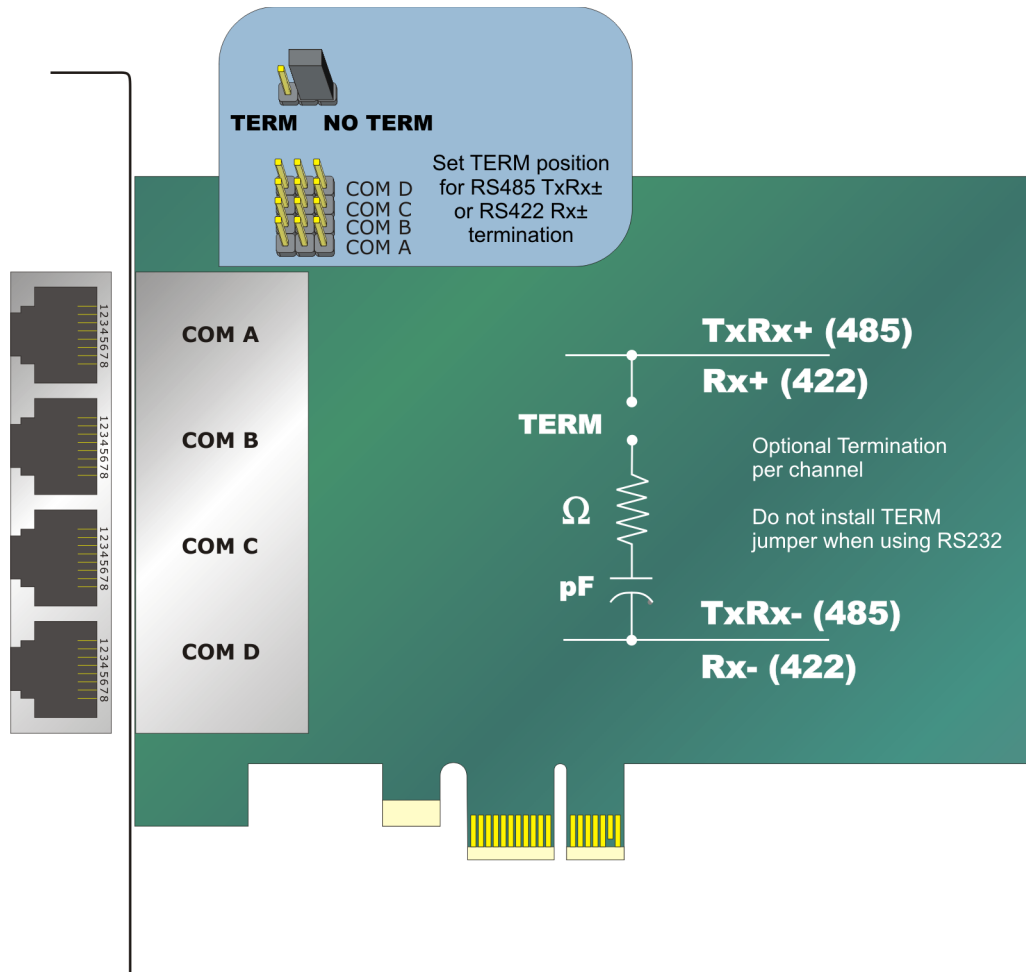 TERM NO TERM
Set TERM position
for RS485 TxRx±
or RS422 Rx±
termination
COM D
COM C
COM B
COM A
12345678
COM A
12345678
COM B
12345678
COM C
12345678
COM D
TxRx+ (485)
Rx+ (422)
TERM
Ω
pF
Optional Termination
per channel
Do not install TERM
jumper when using RS232
TxRx- (485)
Rx- (422)